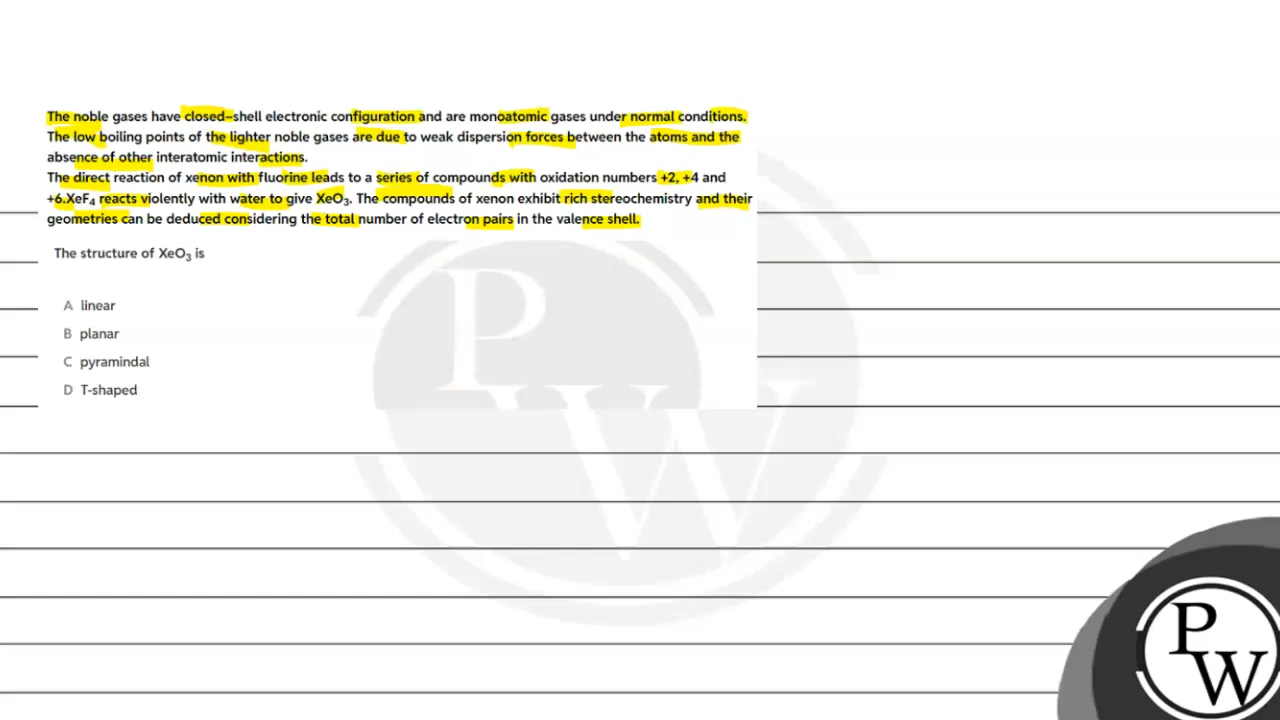 The noble gases have closed–shell electronic configuration and are monoatomic gases under normal conditions.
The low boiling points of the lighter noble gases are due to weak dispersion forces between the atoms and the
absence of other interatomic interactions.
The direct reaction of xenon with fluorine leads to a series of compounds with oxidation numbers +2, +4 and
+6.XeF₄ reacts violently with water to give XeO₃. The compounds of xenon exhibit rich stereochemistry and their
geometries can be deduced considering the total number of electron pairs in the valence shell.
The structure of XeO₃ is
A linear
B planar
C pyramindal
D T-shaped
PW
PW